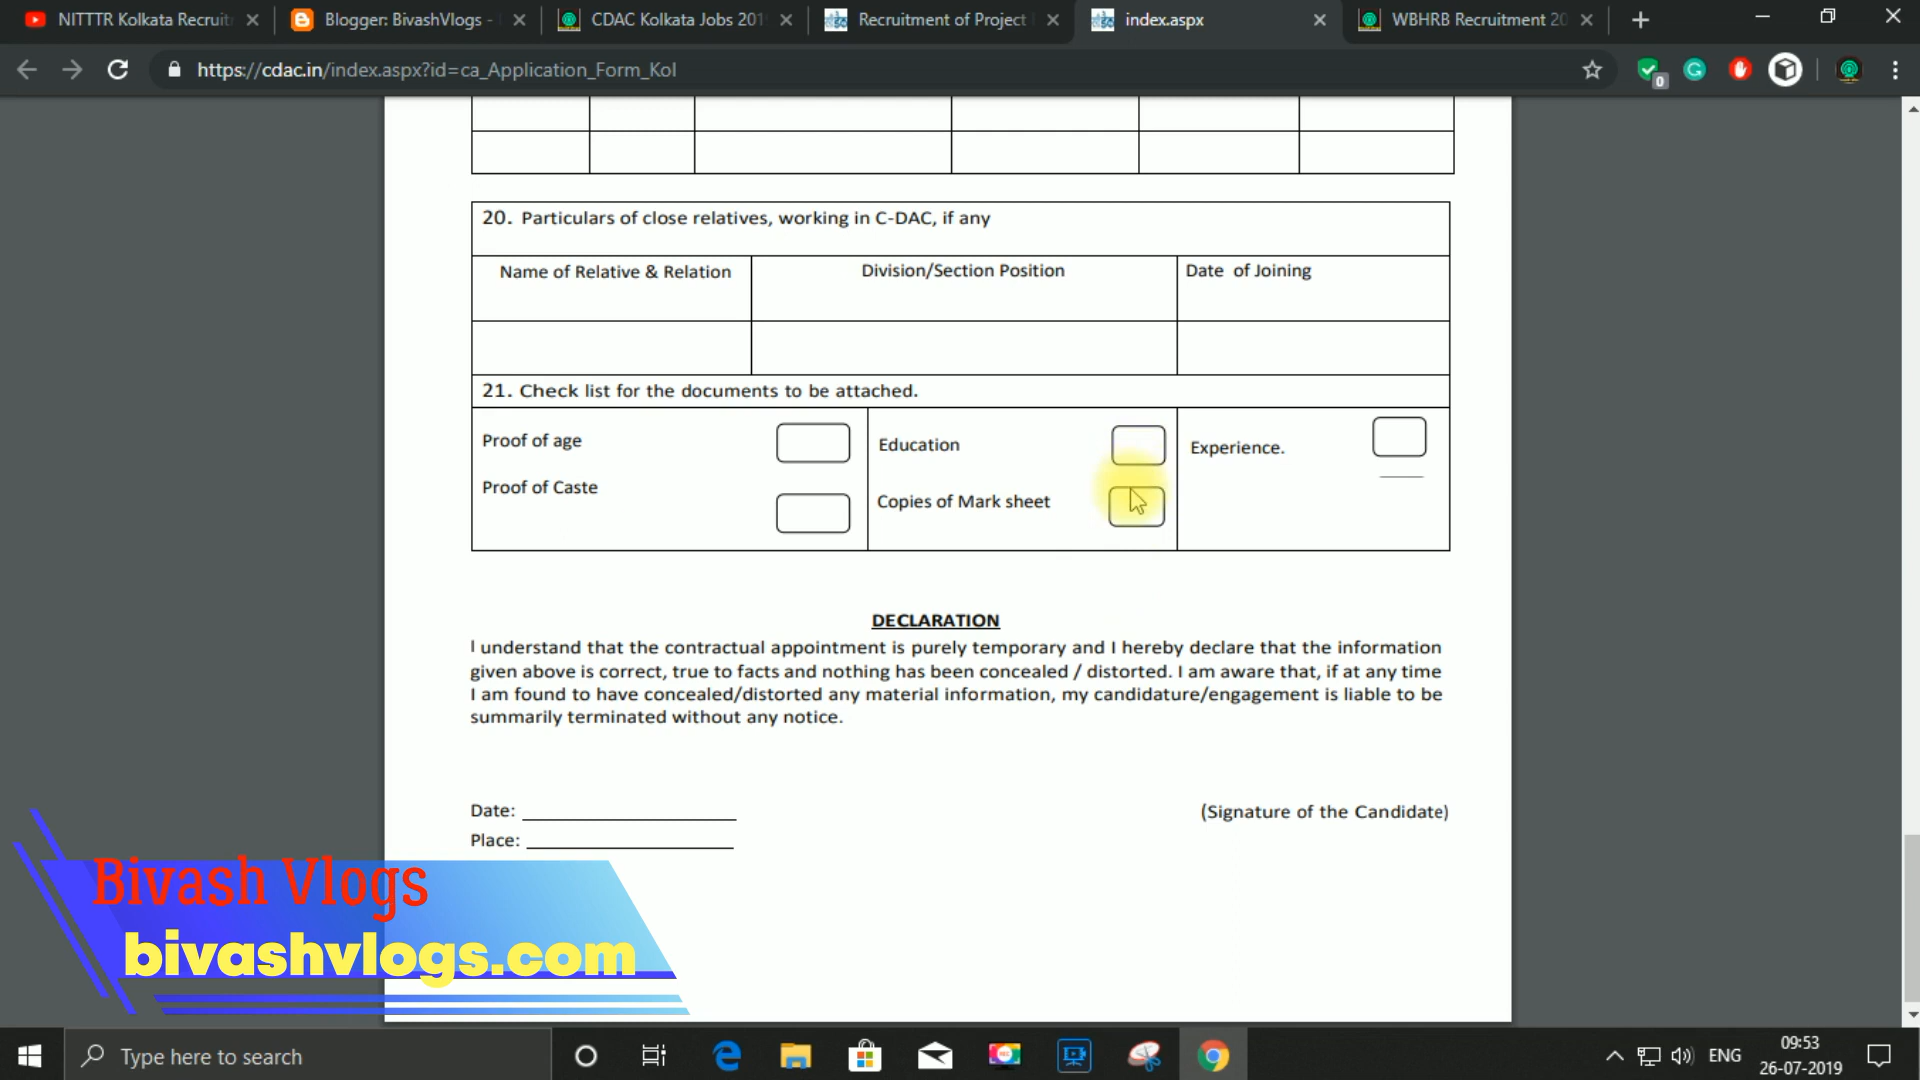 NITTTR Kolkata Recruit
Blogger: BivashVlogs -
CDAC Kolkata Jobs 201
Recruitment of Project
index.aspx
WBHRB Recruitment 20
https://cdac.in/index.aspx?id=ca_Application_Form_Kol
0
20. Particulars of close relatives, working in C-DAC, if any
Name of Relative & Relation
Division/Section Position
Date of Joining
21. Check list for the documents to be attached.
Proof of age
Education
Experience.
Proof of Caste
Copies of Mark sheet
DECLARATION
I understand that the contractual appointment is purely temporary and I hereby declare that the information
given above is correct, true to facts and nothing has been concealed / distorted. I am aware that, if at any time
I am found to have concealed/distorted any material information, my candidature/engagement is liable to be
summarily terminated without any notice.
Date:
(Signature of the Candidate)
Place:
Bivash Vlogs
bivashvlogs.com
Type here to search
ENG
09:53
26-07-2019